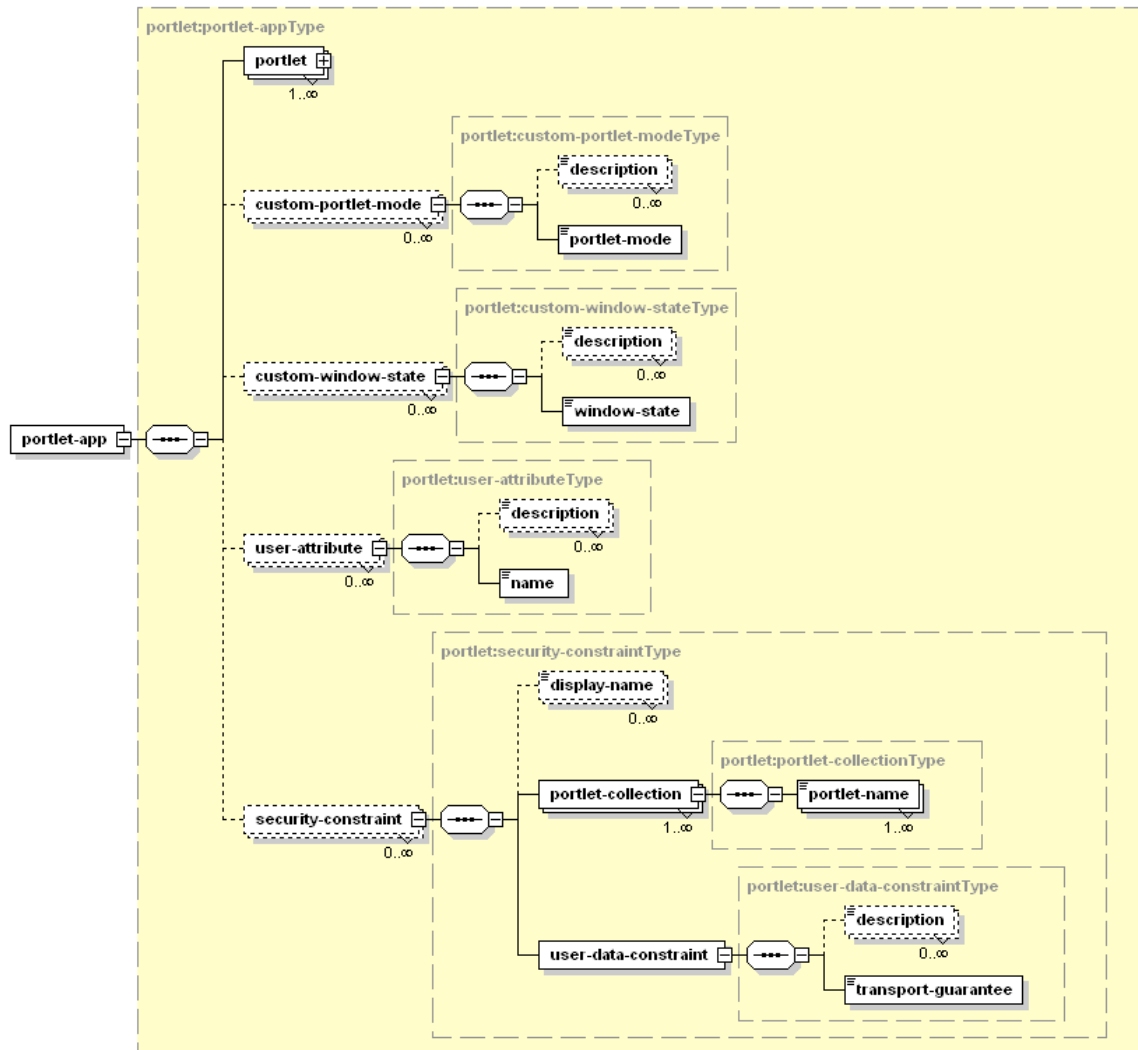 portlet:portlet-appType
portlet
1..∞
portlet:custom-portlet-modeType
description
0..∞
custom-portlet-mode
0..∞
portlet-mode
portlet:custom-window-stateType
description
0..∞
custom-window-state
0..∞
window-state
portlet-app
portlet:user-attributeType
description
0..∞
user-attribute
0..∞
name
portlet:security-constraintType
display-name
0..∞
portlet:portlet-collectionType
portlet-collection
1..∞
portlet-name
1..∞
security-constraint
0..∞
portlet:user-data-constraintType
description
0..∞
user-data-constraint
transport-guarantee